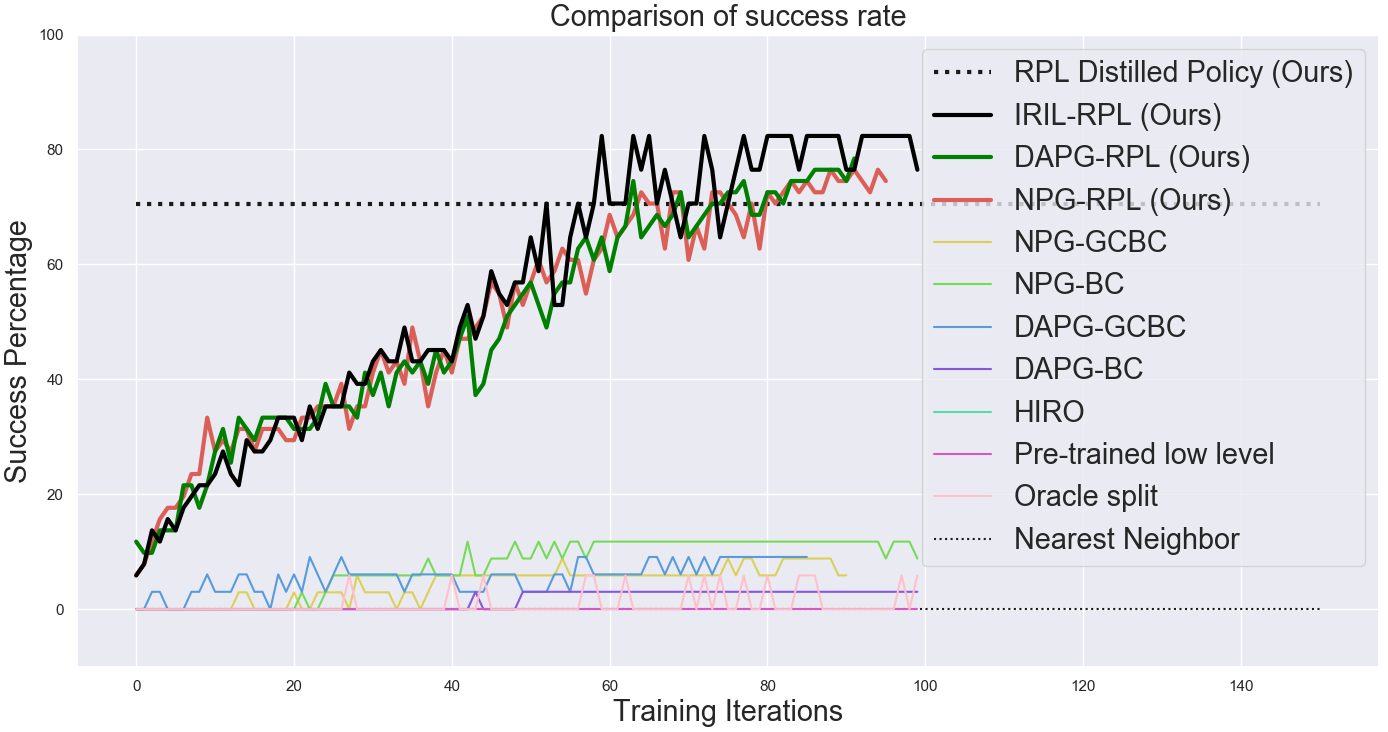 Comparison of success rate
100
80
60
40
20
0
Success Percentage
RPL Distilled Policy (Ours)
IRIL-RPL (Ours)
DAPG-RPL (Ours)
NPG-RPL (Ours)
NPG-GCBC
NPG-BC
DAPG-GCBC
DAPG-BC
HIRO
Pre-trained low level
Oracle split
Nearest Neighbor
0 20 40 60 80 100 120 140
Training Iterations